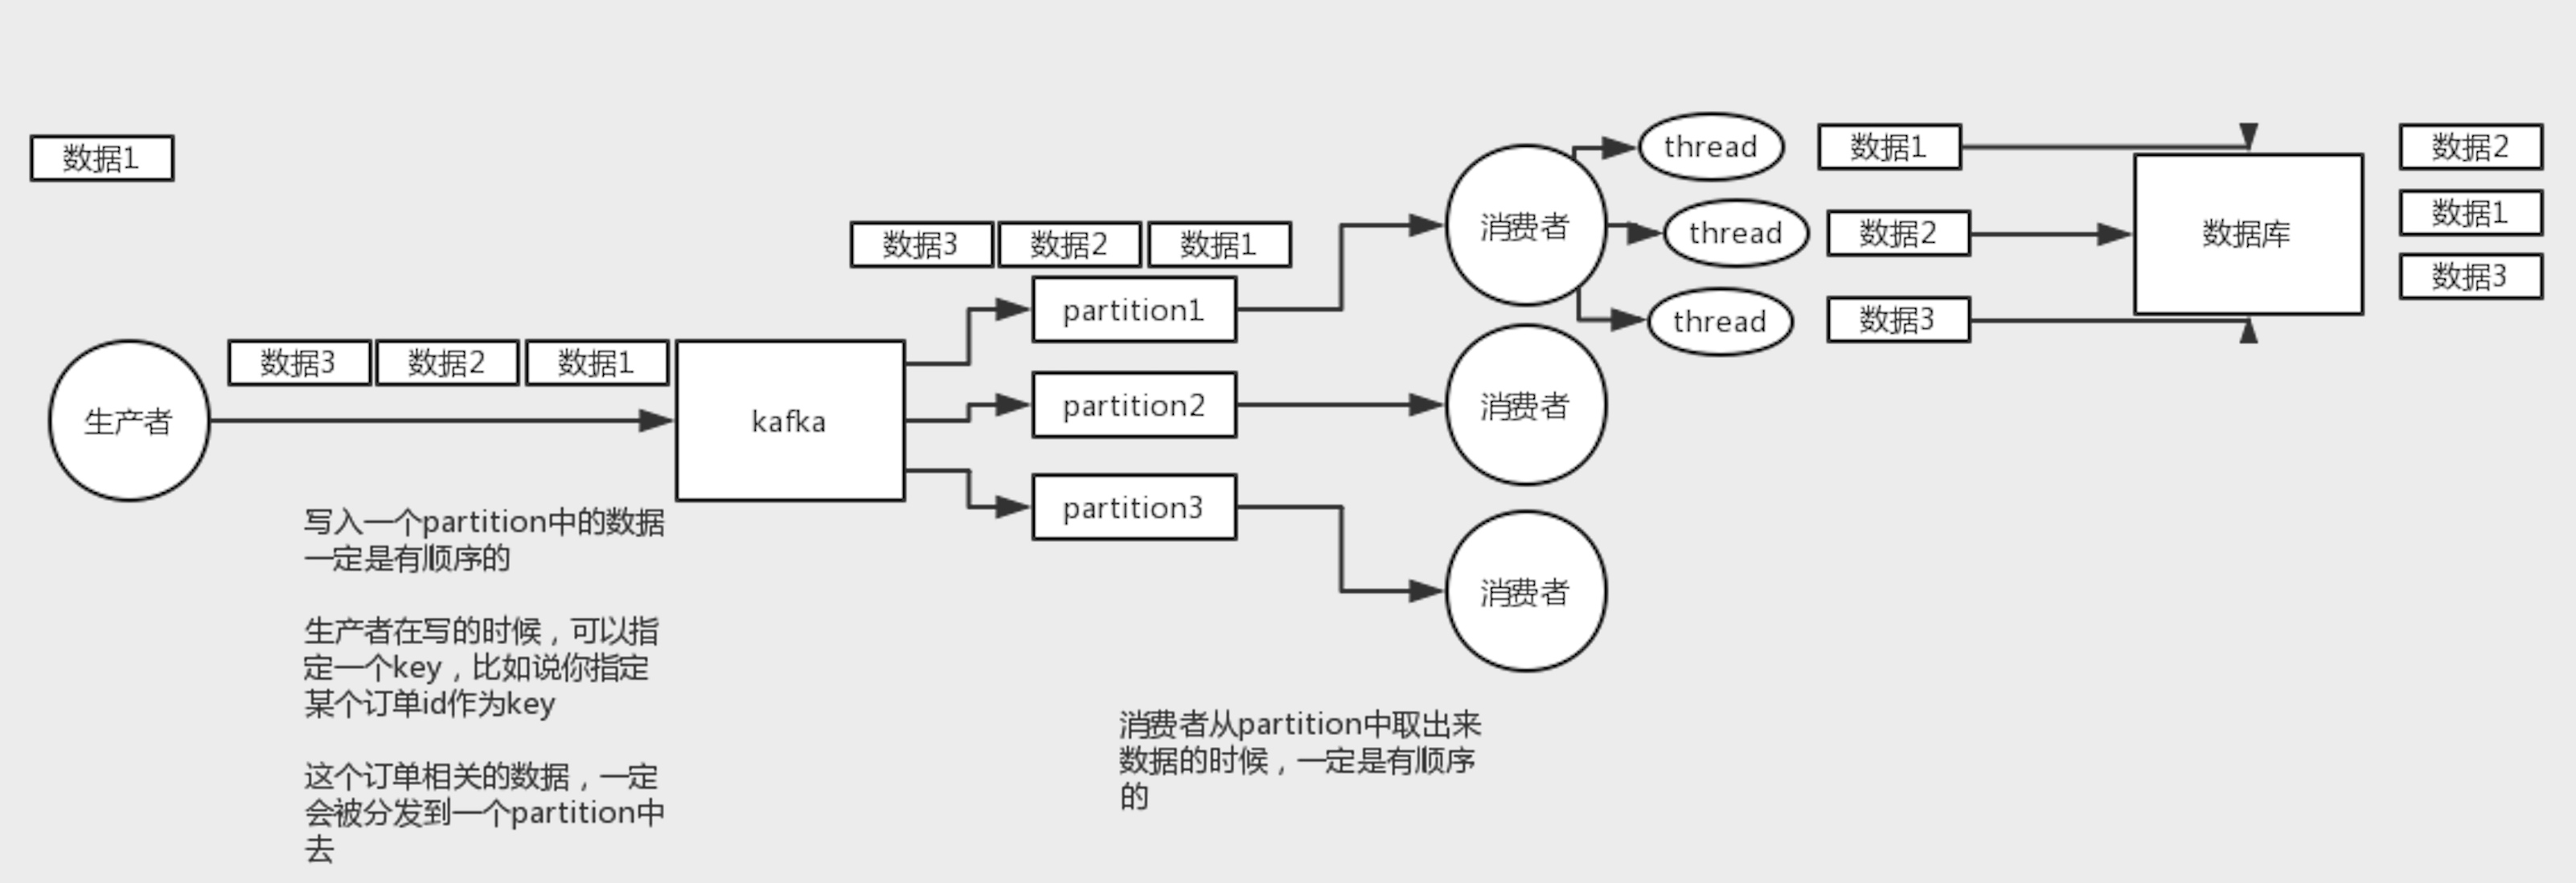 数据1
数据3 数据2 数据1
生产者
kafka
写入一个partition中的数据
一定是有顺序的
生产者在写的时候，可以指
定一个key，比如说你指定
某个订单id作为key
这个订单相关的数据，一定
会被分发到一个partition中
去
数据3 数据2 数据1
partition1
partition2
partition3
消费者
消费者
消费者
消费者从partition中取出来
数据的时候，一定是有顺序
的
thread
thread
thread
数据1
数据2
数据3
数据库
数据2
数据1
数据3